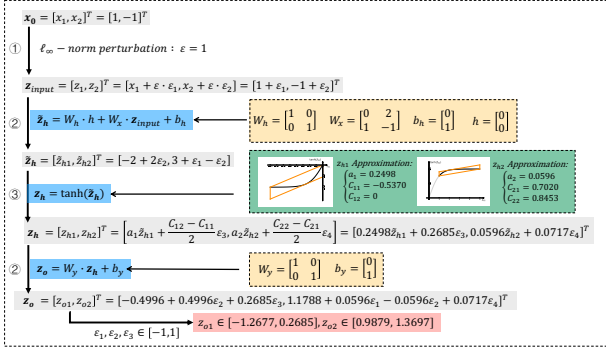 x₀ = [x₁, x₂]ᵀ = [1, −1]ᵀ
① ℓ∞ − norm perturbation : ε = 1
z_input = [z₁, z₂]ᵀ = [x₁ + ε · ε₁, x₂ + ε · ε₂]ᵀ = [1 + ε₁, −1 + ε₂]ᵀ
② z̃_h = W_h · h + W_x · z_input + b_h
W_h = [1 0; 0 1] W_x = [0 2; 1 −1] b_h = [0; 1] h = [0; 0]
z̃_h = [z̃_h1, z̃_h2]ᵀ = [−2 + 2ε₂, 3 + ε₁ − ε₂]
③ z_h = tanh(z̃_h)
z_h1 Approximation:
{a₁ = 0.2498
C₁₁ = −0.5370
C₁₂ = 0
z_h2 Approximation:
{a₂ = 0.0596
C₂₁ = 0.7020
C₂₂ = 0.8453
z_h = [z_h1, z_h2]ᵀ = [a₁z̃_h1 + (C₁₂ − C₁₁)/2 ε₃, a₂z̃_h2 + (C₂₂ − C₂₁)/2 ε₄] = [0.2498z̃_h1 + 0.2685ε₃, 0.0596z̃_h2 + 0.0717ε₄]ᵀ
② z_o = W_y · z_h + b_y
W_y = [1 0; 0 1] b_y = [0; 1]
z_o = [z_o1, z_o2]ᵀ = [−0.4996 + 0.4996ε₂ + 0.2685ε₃, 1.1788 + 0.0596ε₁ − 0.0596ε₂ + 0.0717ε₄]ᵀ
ε₁, ε₂, ε₃ ∈ [−1,1]
z_o1 ∈ [−1.2677, 0.2685], z_o2 ∈ [0.9879, 1.3697]